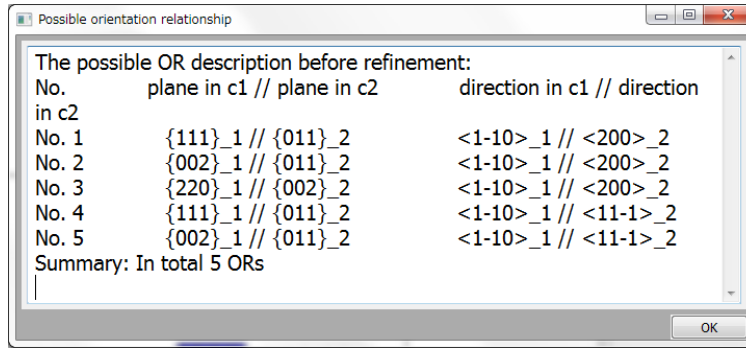 Possible orientation relationship
The possible OR description before refinement:
No. plane in c1 // plane in c2 direction in c1 // direction
in c2
No. 1 {111}_1 // {011}_2 <1-10>_1 // <200>_2
No. 2 {002}_1 // {011}_2 <1-10>_1 // <200>_2
No. 3 {220}_1 // {002}_2 <1-10>_1 // <200>_2
No. 4 {111}_1 // {011}_2 <1-10>_1 // <11-1>_2
No. 5 {002}_1 // {011}_2 <1-10>_1 // <11-1>_2
Summary: In total 5 ORs
OK